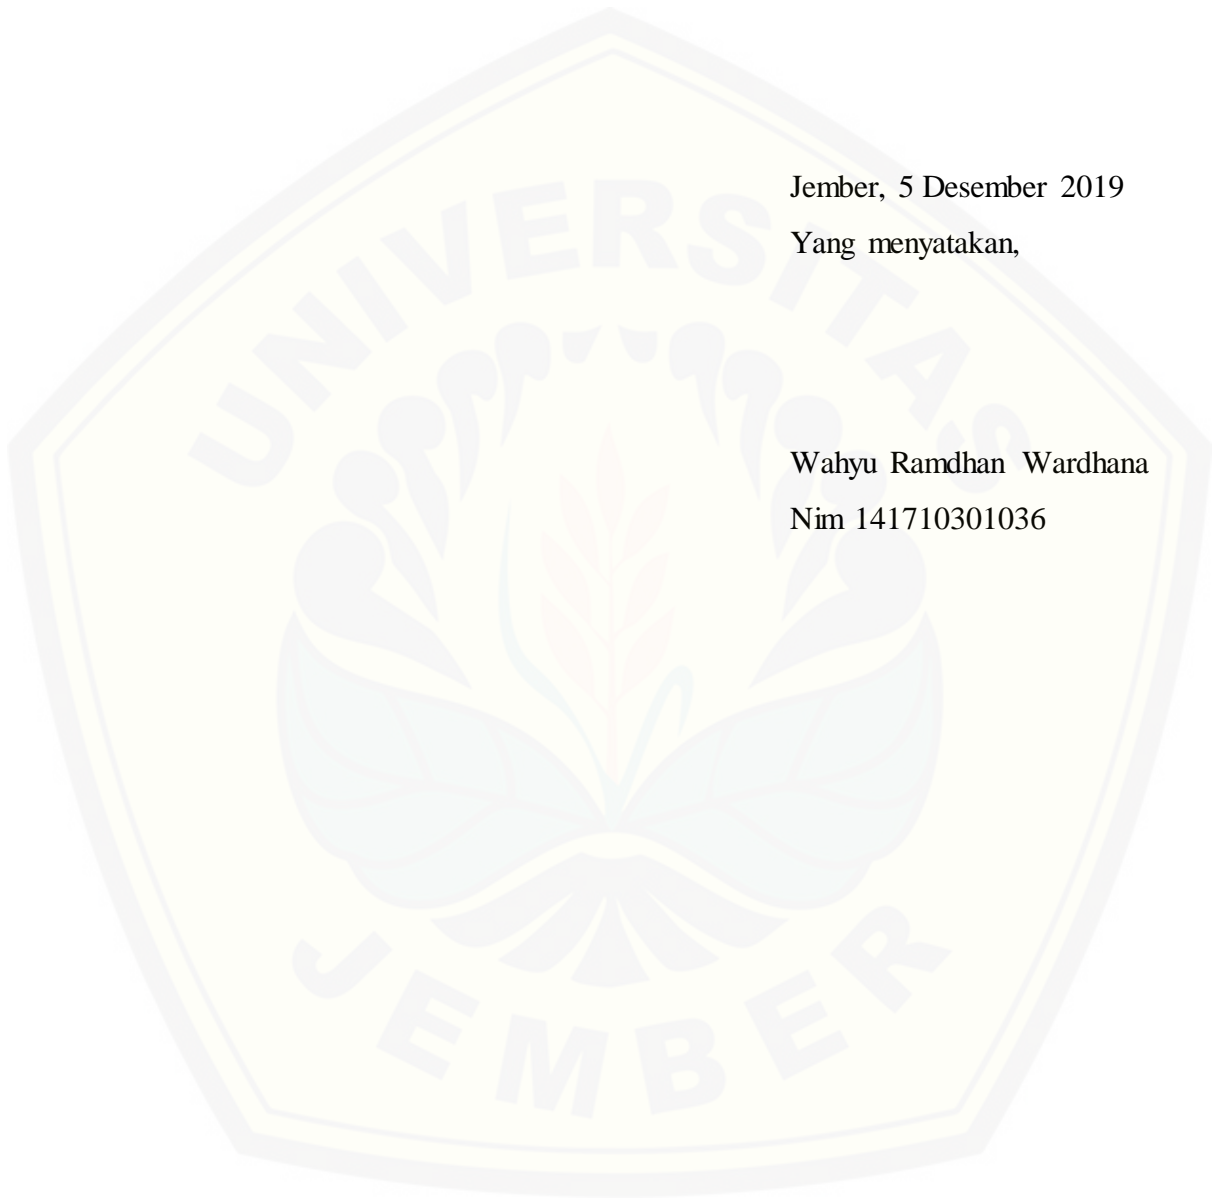 Jember, 5 Desember 2019
Yang menyatakan,
Wahyu Ramdhan Wardhana
Nim 141710301036
UNIVERSITAS
JEMBER